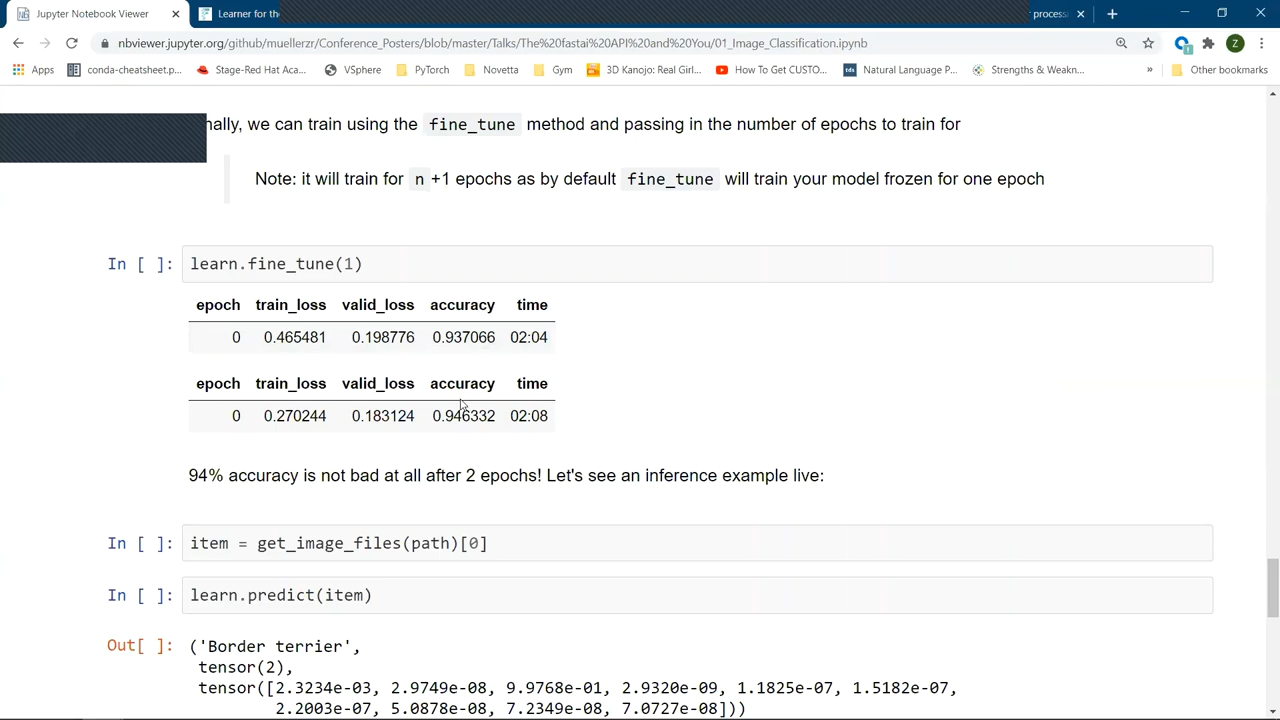 Jupyter Notebook Viewer
Learner for the
processi
nbviewer.jupyter.org/github/muellerzr/Conference_Posters/blob/master/Talks/The%20fastai%20API%20and%20You/01_Image_Classification.ipynb
Z
Apps
conda-cheatsheet.p...
Stage-Red Hat Aca...
VSphere
PyTorch
Novetta
Gym
3D Kanojo: Real Girl...
How To Get CUSTO...
tds
Natural Language P...
Strengths & Weakn...
»
Other bookmarks
nally, we can train using the fine_tune method and passing in the number of epochs to train for
Note: it will train for n +1 epochs as by default fine_tune will train your model frozen for one epoch
In [ ]: learn.fine_tune(1)
epoch train_loss valid_loss accuracy time
0 0.465481 0.198776 0.937066 02:04
epoch train_loss valid_loss accuracy time
0 0.270244 0.183124 0.946332 02:08
94% accuracy is not bad at all after 2 epochs! Let's see an inference example live:
In [ ]: item = get_image_files(path)[0]
In [ ]: learn.predict(item)
Out[ ]: ('Border terrier',
tensor(2),
tensor([2.3234e-03, 2.9749e-08, 9.9768e-01, 2.9320e-09, 1.1825e-07, 1.5182e-07,
2.2003e-07, 5.0878e-08, 7.2349e-08, 7.0727e-08]))